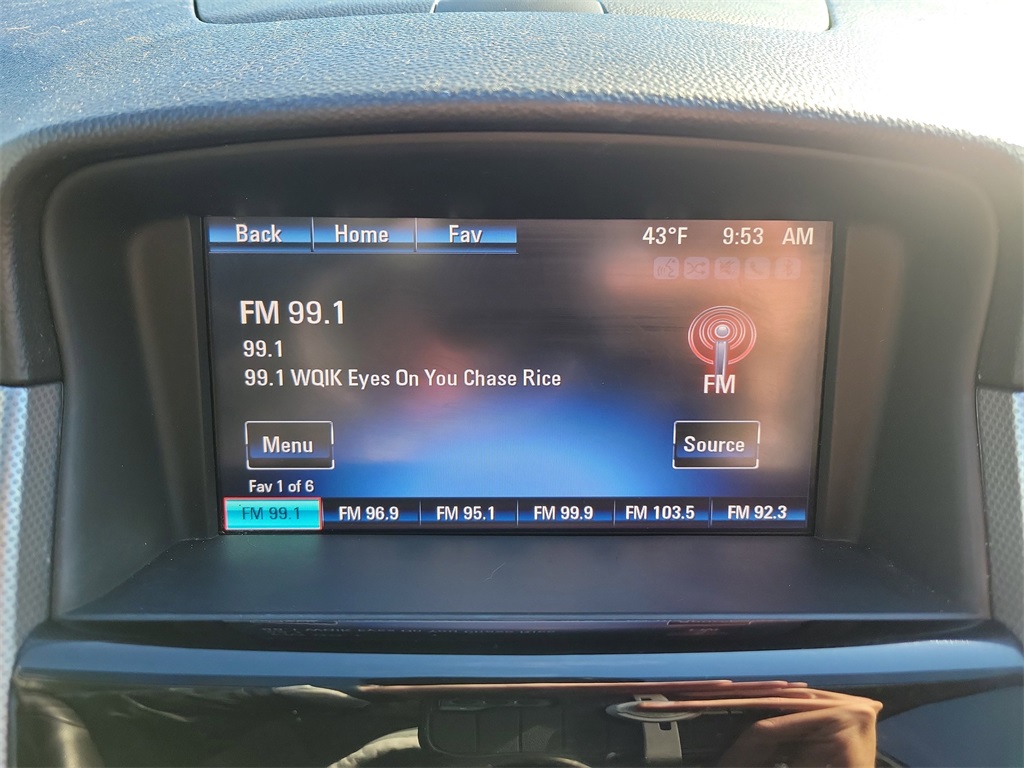 Back Home Fav 43°F 9:53 AM
FM 99.1
99.1
99.1 WQIK Eyes On You Chase Rice
FM
Menu Source
Fav 1 of 6
FM 99.1 FM 96.9 FM 95.1 FM 99.9 FM 103.5 FM 92.3